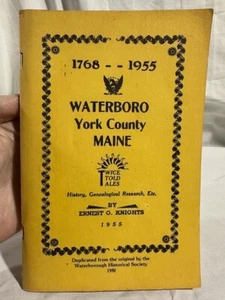 1768 - - 1955
WATERBORO
York County
MAINE
TWICE
TOLD
TALES
History, Genealogical Research, Etc.
BY
ERNEST O. KNIGHTS
1955
Duplicated from the original by the
Waterborough Historical Society.